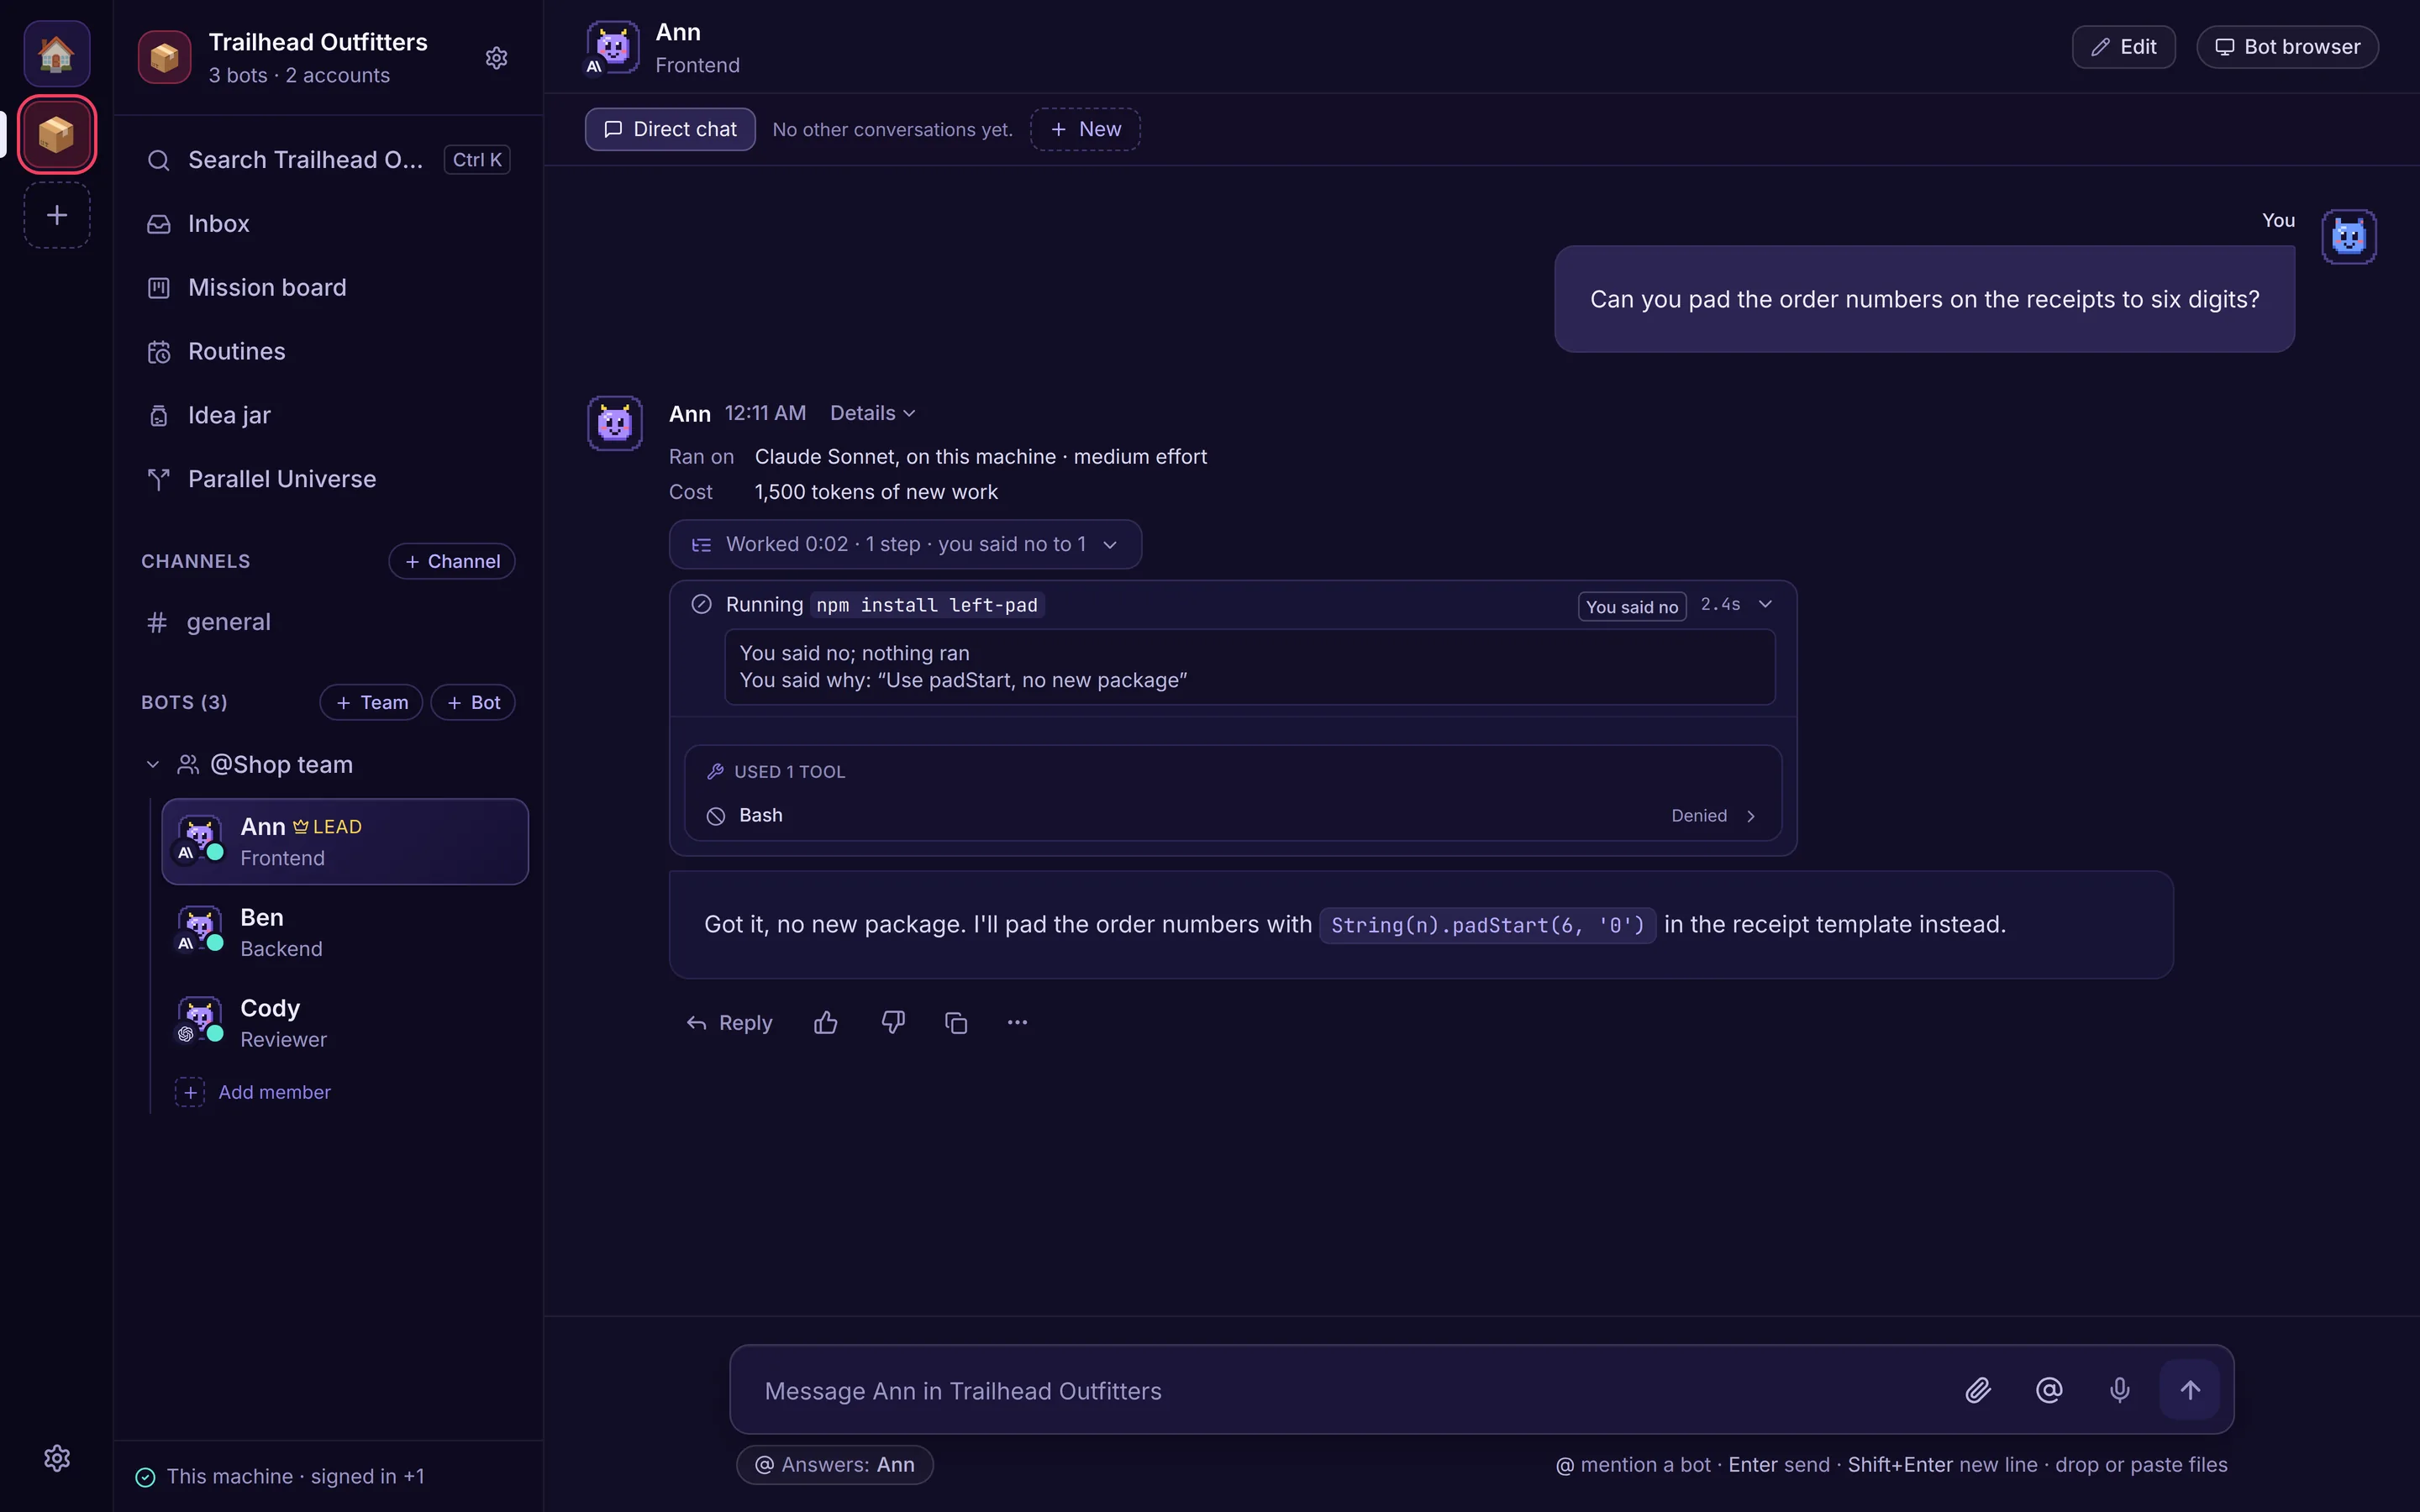 Trailhead Outfitters
3 bots · 2 accounts
Search Trailhead O... Ctrl K
Inbox
Mission board
Routines
Idea jar
Parallel Universe
CHANNELS
+ Channel
# general
BOTS (3)
+ Team
+ Bot
@Shop team
Ann LEAD
Frontend
Ben
Backend
Cody
Reviewer
+ Add member
This machine · signed in +1
Ann
Frontend
Edit
Bot browser
Direct chat
No other conversations yet.
+ New
You
Can you pad the order numbers on the receipts to six digits?
Ann 12:11 AM Details
Ran on Claude Sonnet, on this machine · medium effort
Cost 1,500 tokens of new work
Worked 0:02 · 1 step · you said no to 1
Running npm install left-pad You said no 2.4s
You said no; nothing ran
You said why: “Use padStart, no new package”
USED 1 TOOL
Bash Denied
Got it, no new package. I'll pad the order numbers with String(n).padStart(6, '0') in the receipt template instead.
Reply
Message Ann in Trailhead Outfitters
@ Answers: Ann
@ mention a bot · Enter send · Shift+Enter new line · drop or paste files